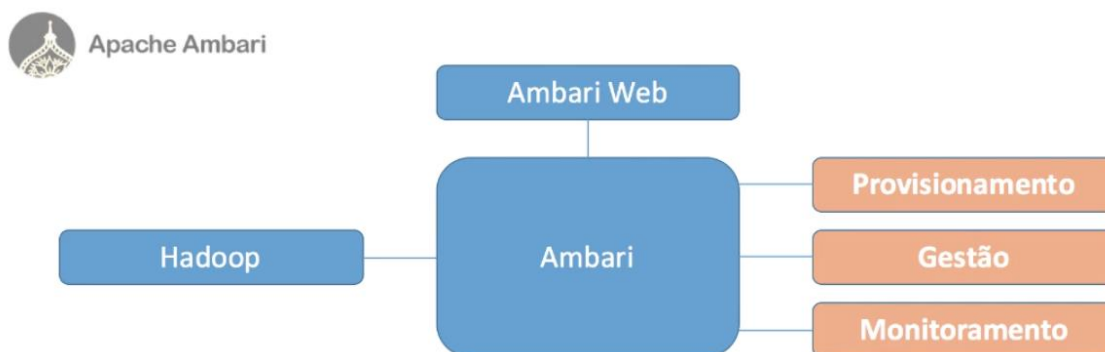 Apache Ambari
Ambari Web
Provisionamento
Hadoop
Ambari
Gestão
Monitoramento